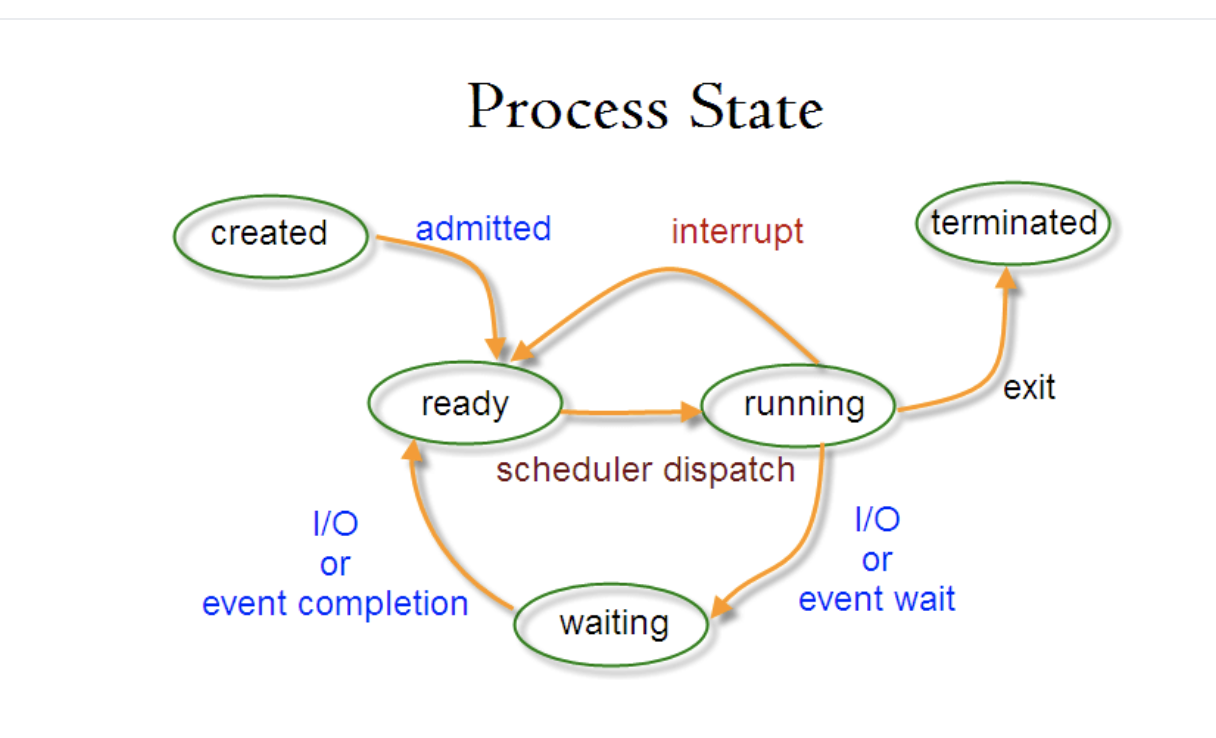 Process State
created
admitted
interrupt
terminated
ready
running
exit
scheduler dispatch
I/O
or
event completion
I/O
or
event wait
waiting